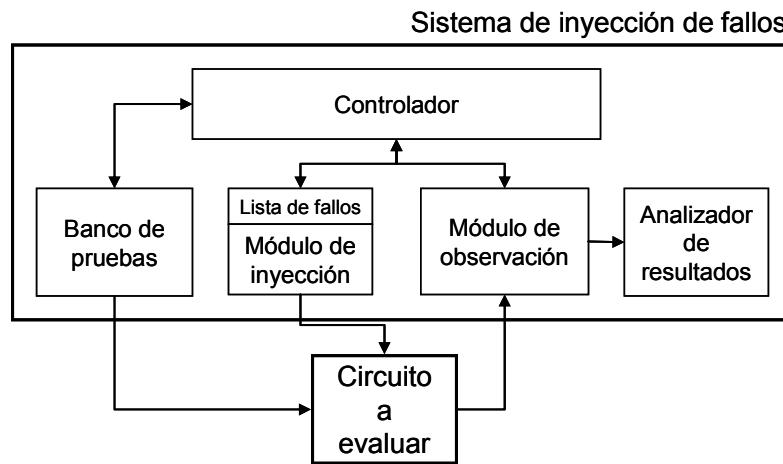 Sistema de inyección de fallos
Controlador
Banco de
pruebas
Lista de fallos
Módulo de
inyección
Módulo de
observación
Analizador
de
resultados
Circuito
a
evaluar